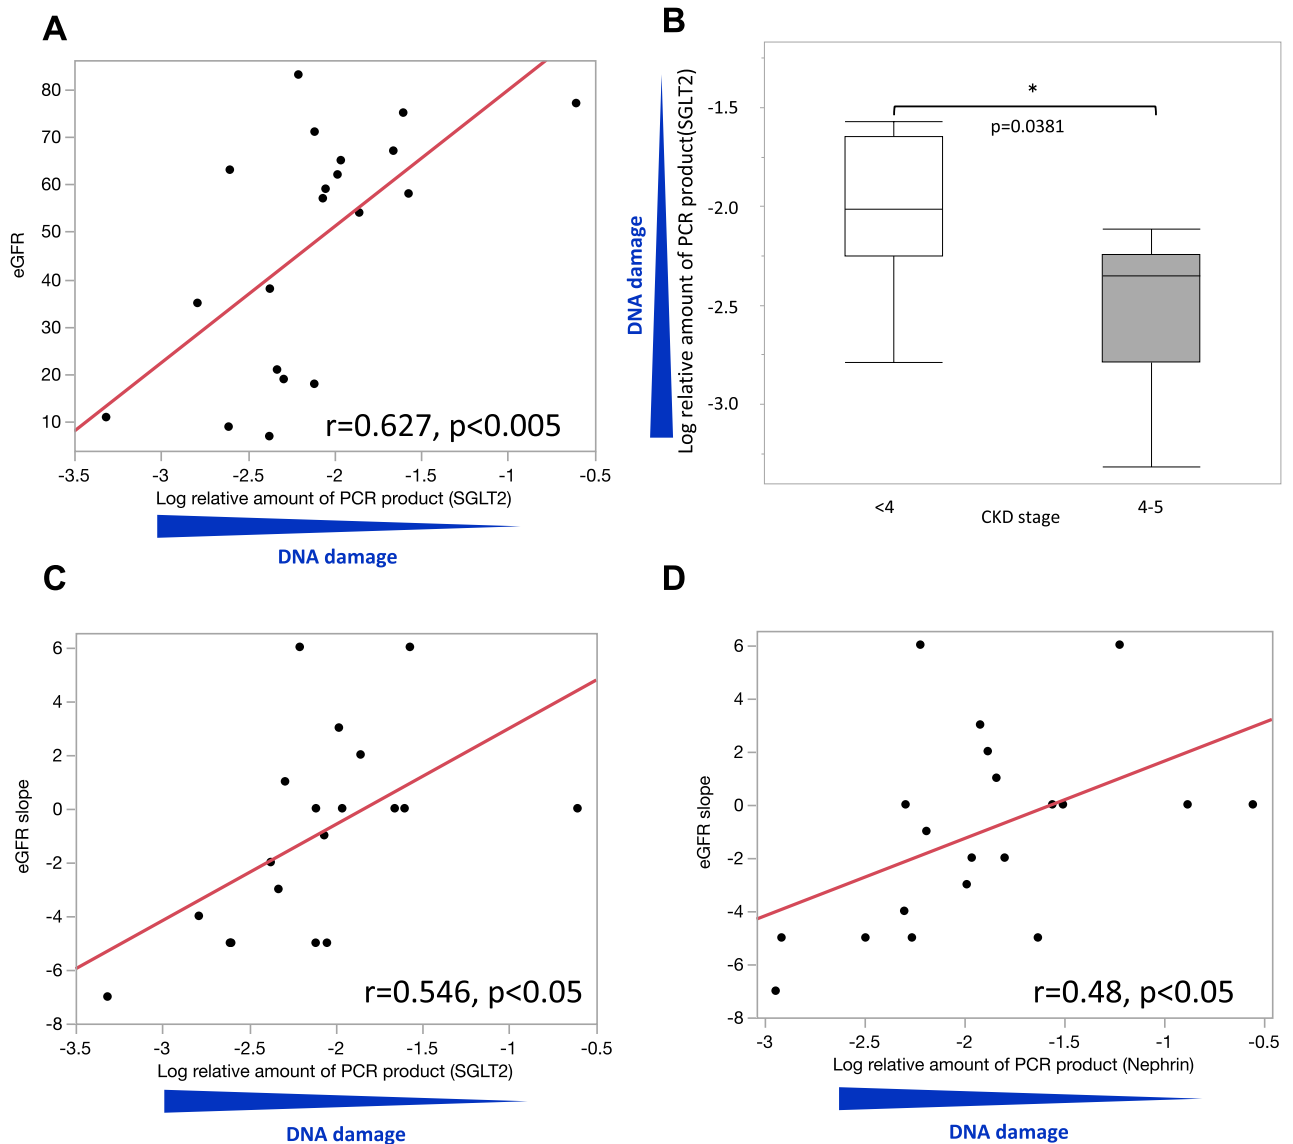 A
eGFR
80
70
60
50
40
30
20
10
r=0.627, p<0.005
-3.5 -3 -2.5 -2 -1.5 -1 -0.5
Log relative amount of PCR product (SGLT2)
DNA damage
B
DNA damage
Log relative amount of PCR product(SGLT2)
-1.5
-2.0
-2.5
-3.0
*
p=0.0381
<4 4-5
CKD stage
C
eGFR slope
6
4
2
0
-2
-4
-6
-8
r=0.546, p<0.05
-3.5 -3 -2.5 -2 -1.5 -1 -0.5
Log relative amount of PCR product (SGLT2)
DNA damage
D
eGFR slope
6
4
2
0
-2
-4
-6
-8
r=0.48, p<0.05
-3 -2.5 -2 -1.5 -1 -0.5
Log relative amount of PCR product (Nephrin)
DNA damage